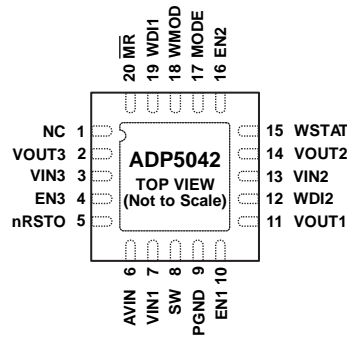 20 MR
19 WDI1
18 WMOD
17 MODE
16 EN2
NC 1
VOUT3 2
VIN3 3
EN3 4
nRSTO 5
ADP5042
TOP VIEW
(Not to Scale)
15 WSTAT
14 VOUT2
13 VIN2
12 WDI2
11 VOUT1
AVIN 6
VIN1 7
SW 8
PGND 9
EN1 10